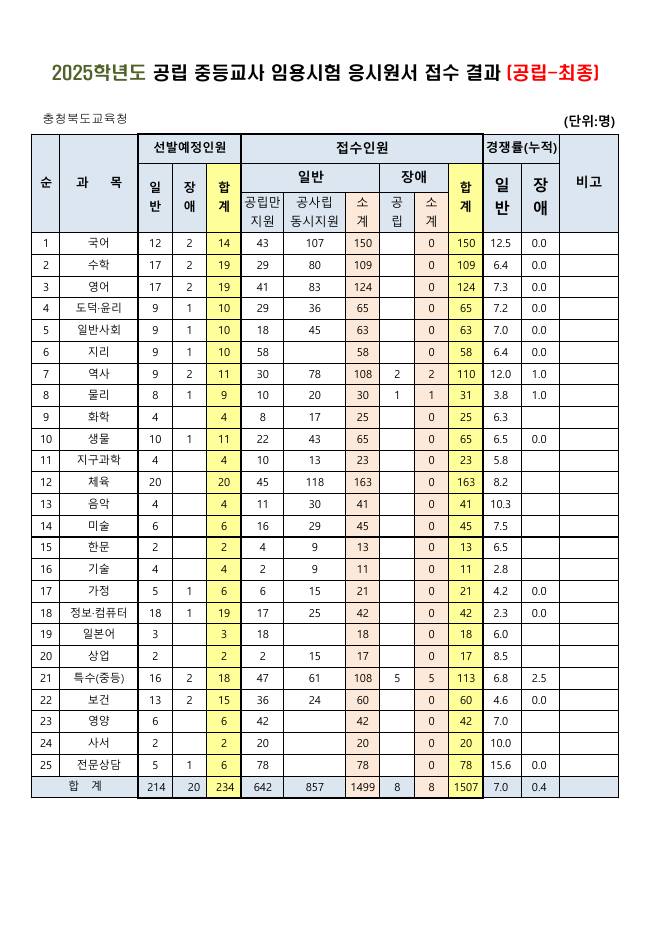 2025학년도 공립 중등교사 임용시험 응시원서 접수 결과 (공립-최종)
충청북도교육청 (단위:명)
순 과 목 선발예정인원 접수인원 경쟁률(누적) 비고
일반 장애 합계 일반 장애 합계 일반 장애
공립만지원 공사립동시지원 소계 공립 소계
1 국어 12 2 14 43 107 150 0 150 12.5 0.0
2 수학 17 2 19 29 80 109 0 109 6.4 0.0
3 영어 17 2 19 41 83 124 0 124 7.3 0.0
4 도덕·윤리 9 1 10 29 36 65 0 65 7.2 0.0
5 일반사회 9 1 10 18 45 63 0 63 7.0 0.0
6 지리 9 1 10 58 58 0 58 6.4 0.0
7 역사 9 2 11 30 78 108 2 2 110 12.0 1.0
8 물리 8 1 9 10 20 30 1 1 31 3.8 1.0
9 화학 4 4 8 17 25 0 25 6.3
10 생물 10 1 11 22 43 65 0 65 6.5 0.0
11 지구과학 4 4 10 13 23 0 23 5.8
12 체육 20 20 45 118 163 0 163 8.2
13 음악 4 4 11 30 41 0 41 10.3
14 미술 6 6 16 29 45 0 45 7.5
15 한문 2 2 4 9 13 0 13 6.5
16 기술 4 4 2 9 11 0 11 2.8
17 가정 5 1 6 6 15 21 0 21 4.2 0.0
18 정보·컴퓨터 18 1 19 17 25 42 0 42 2.3 0.0
19 일본어 3 3 18 18 0 18 6.0
20 상업 2 2 2 15 17 0 17 8.5
21 특수(중등) 16 2 18 47 61 108 5 5 113 6.8 2.5
22 보건 13 2 15 36 24 60 0 60 4.6 0.0
23 영양 6 6 42 42 0 42 7.0
24 사서 2 2 20 20 0 20 10.0
25 전문상담 5 1 6 78 78 0 78 15.6 0.0
합 계 214 20 234 642 857 1499 8 8 1507 7.0 0.4